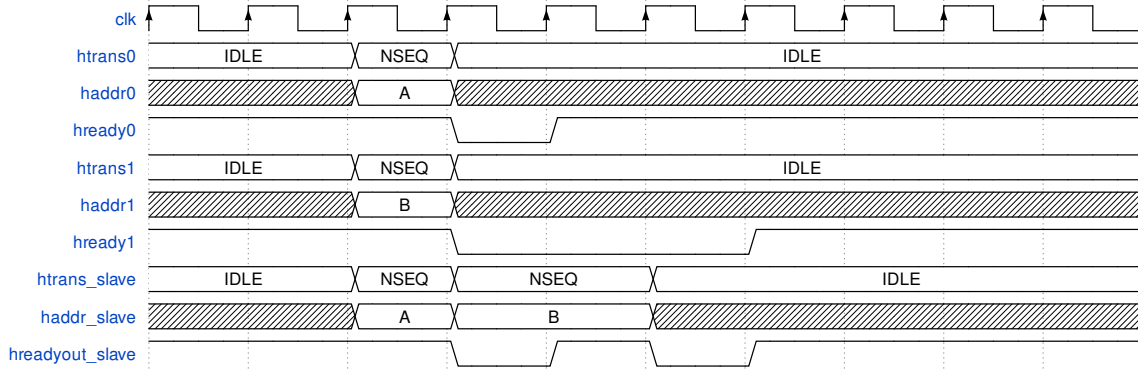 clk
htrans0 IDLE NSEQ IDLE
haddr0 A
hready0
htrans1 IDLE NSEQ IDLE
haddr1 B
hready1
htrans_slave IDLE NSEQ NSEQ IDLE
haddr_slave A B
hreadyout_slave